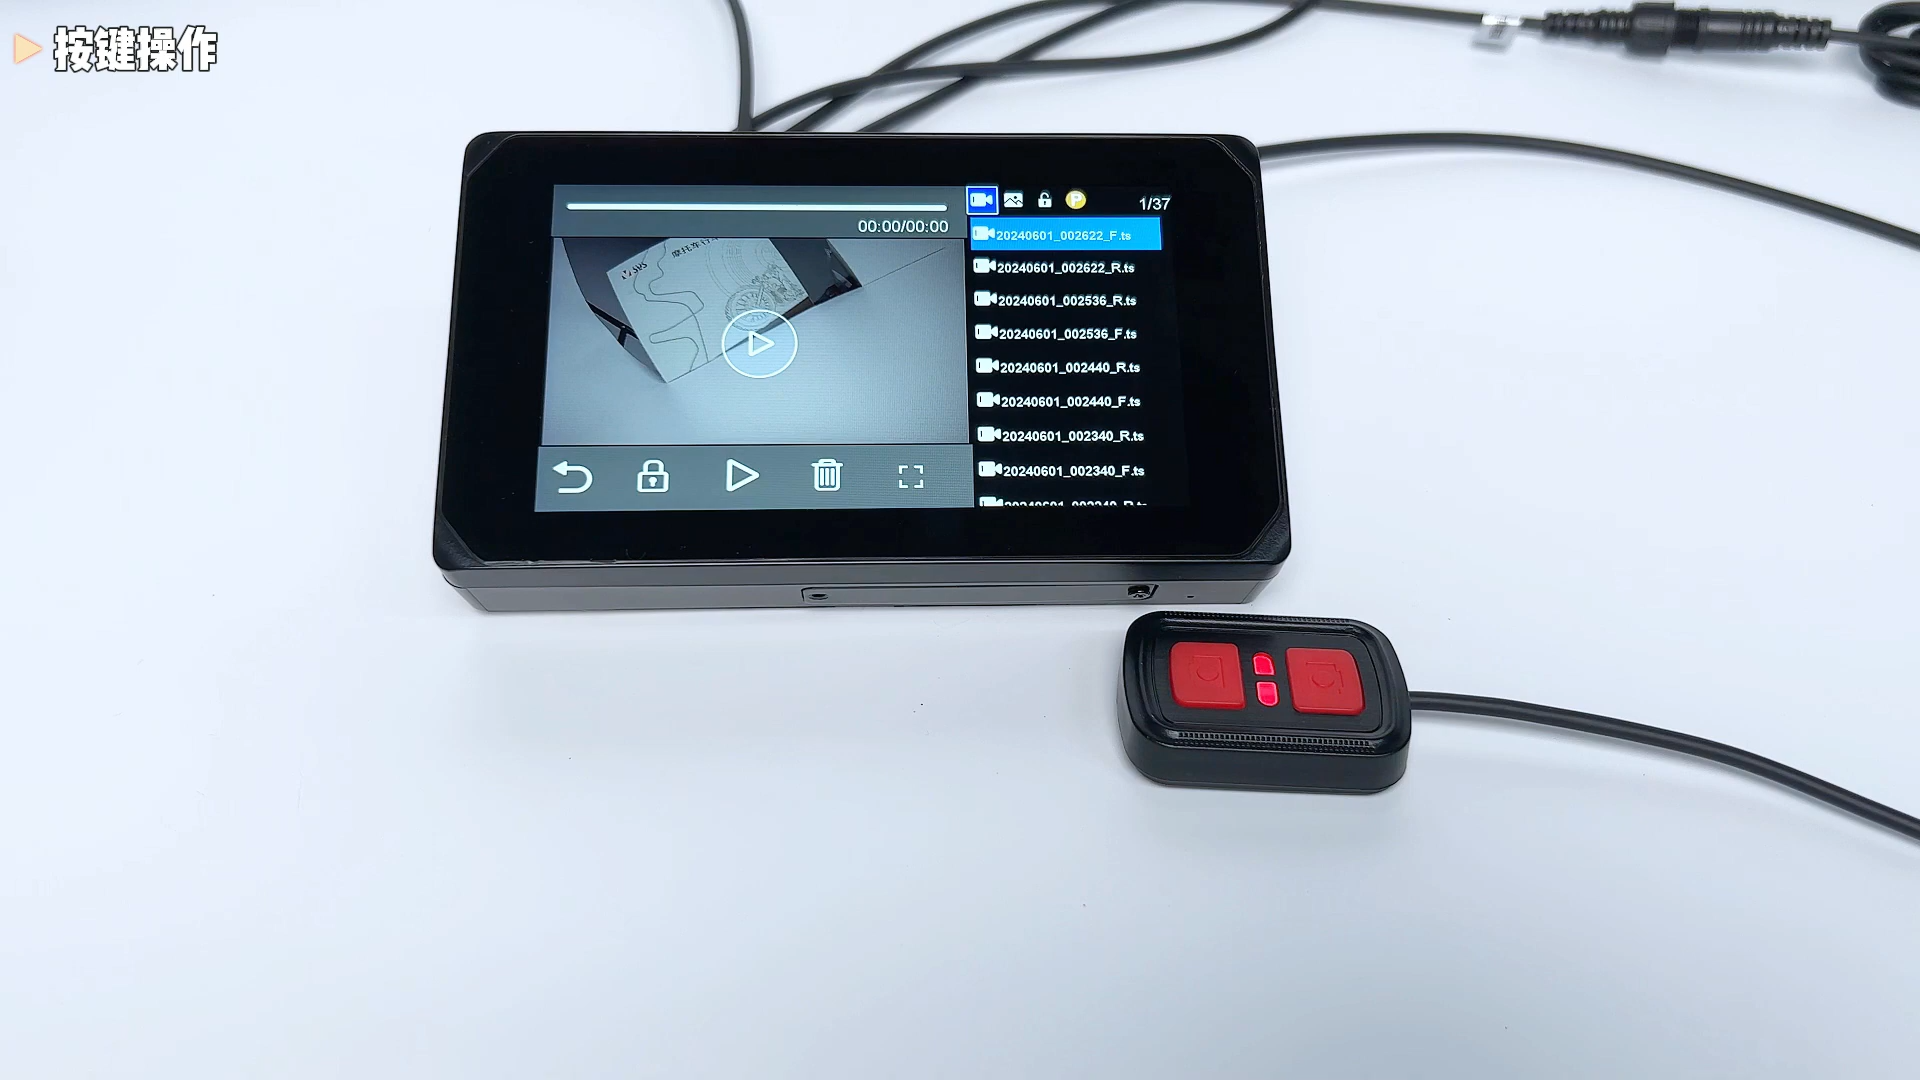 按键操作
00:00/00:00
1/37
20240601_002622_F.ts
20240601_002622_R.ts
20240601_002536_R.ts
20240601_002536_F.ts
20240601_002440_R.ts
20240601_002440_F.ts
20240601_002340_R.ts
20240601_002340_F.ts